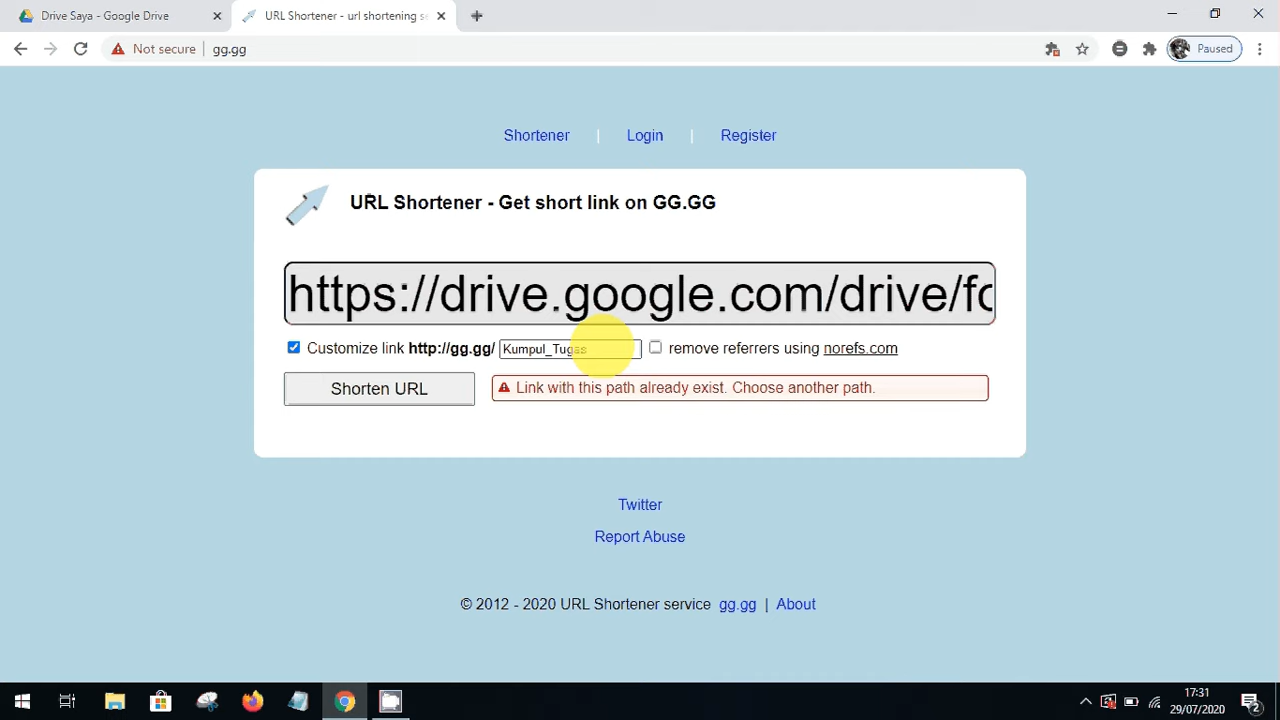 Drive Saya - Google Drive
URL Shortener - url shortening se
Not secure
gg.gg
Paused
Shortener | Login | Register
URL Shortener - Get short link on GG.GG
https://drive.google.com/drive/fo
Customize link http://gg.gg/ Kumpul_Tugas remove referrers using norefs.com
Shorten URL
Link with this path already exist. Choose another path.
Twitter
Report Abuse
© 2012 - 2020 URL Shortener service gg.gg | About
17:31
29/07/2020
2